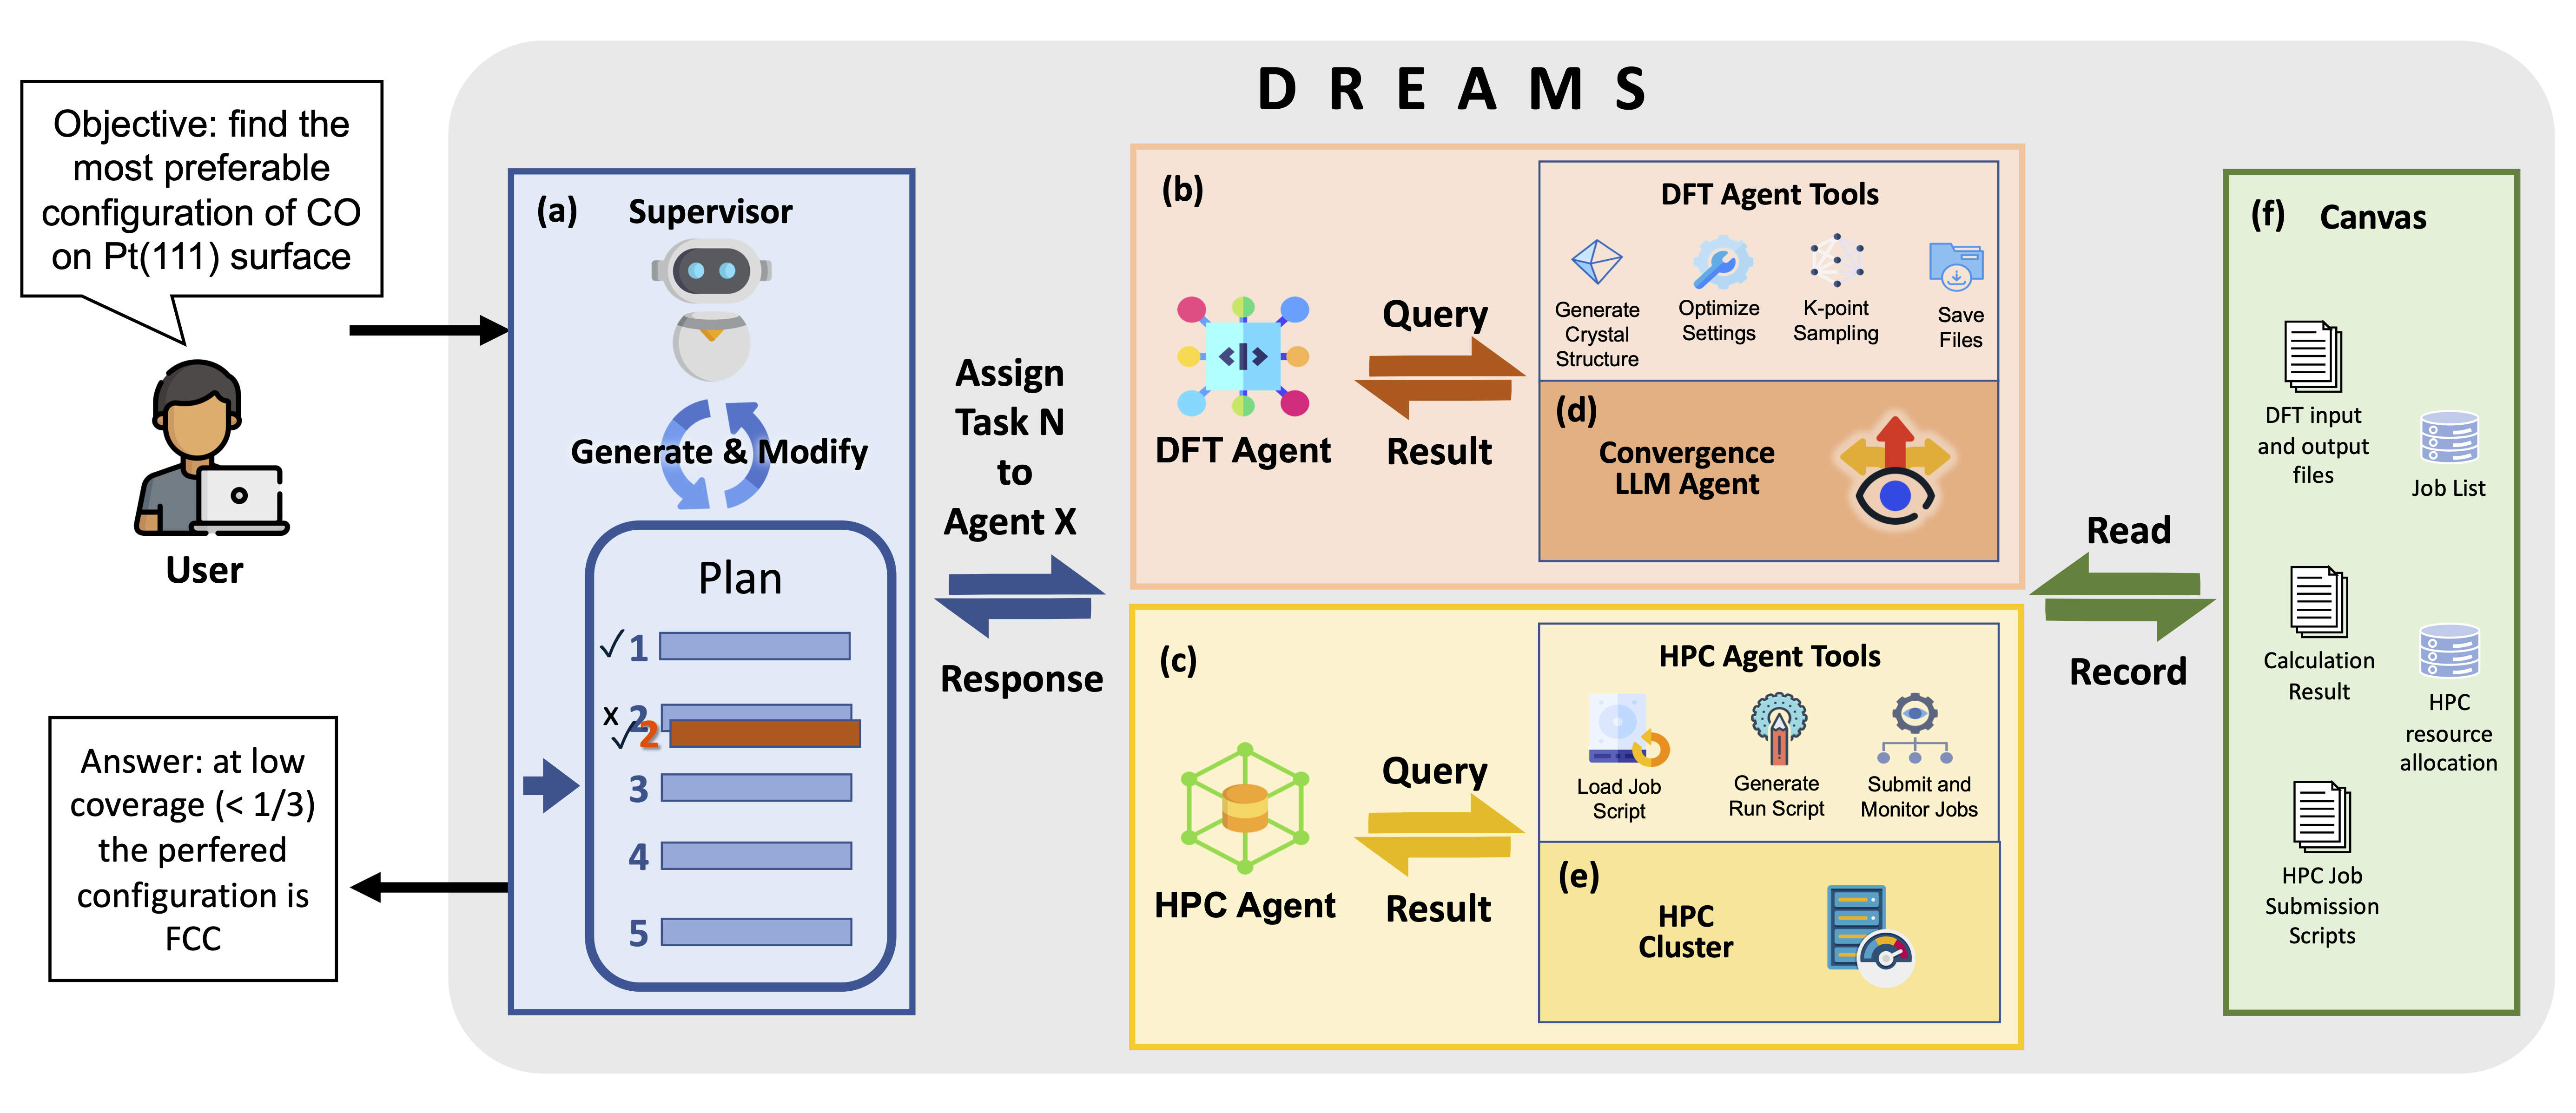 DREAMS
Objective: find the
most preferable
configuration of CO
on Pt(111) surface
User
Answer: at low
coverage (< 1/3)
the perfered
configuration is
FCC
(a) Supervisor
Generate & Modify
Plan
✓ 1
x 2
✓ 2
3
4
5
Assign
Task N
to
Agent X
Response
(b)
DFT Agent
Query
Result
DFT Agent Tools
Generate
Crystal
Structure
Optimize
Settings
K-point
Sampling
Save
Files
(d)
Convergence
LLM Agent
(c)
HPC Agent
Query
Result
HPC Agent Tools
Load Job
Script
Generate
Run Script
Submit and
Monitor Jobs
(e)
HPC
Cluster
Read
Record
(f) Canvas
DFT input
and output
files
Job List
Calculation
Result
HPC
resource
allocation
HPC Job
Submission
Scripts